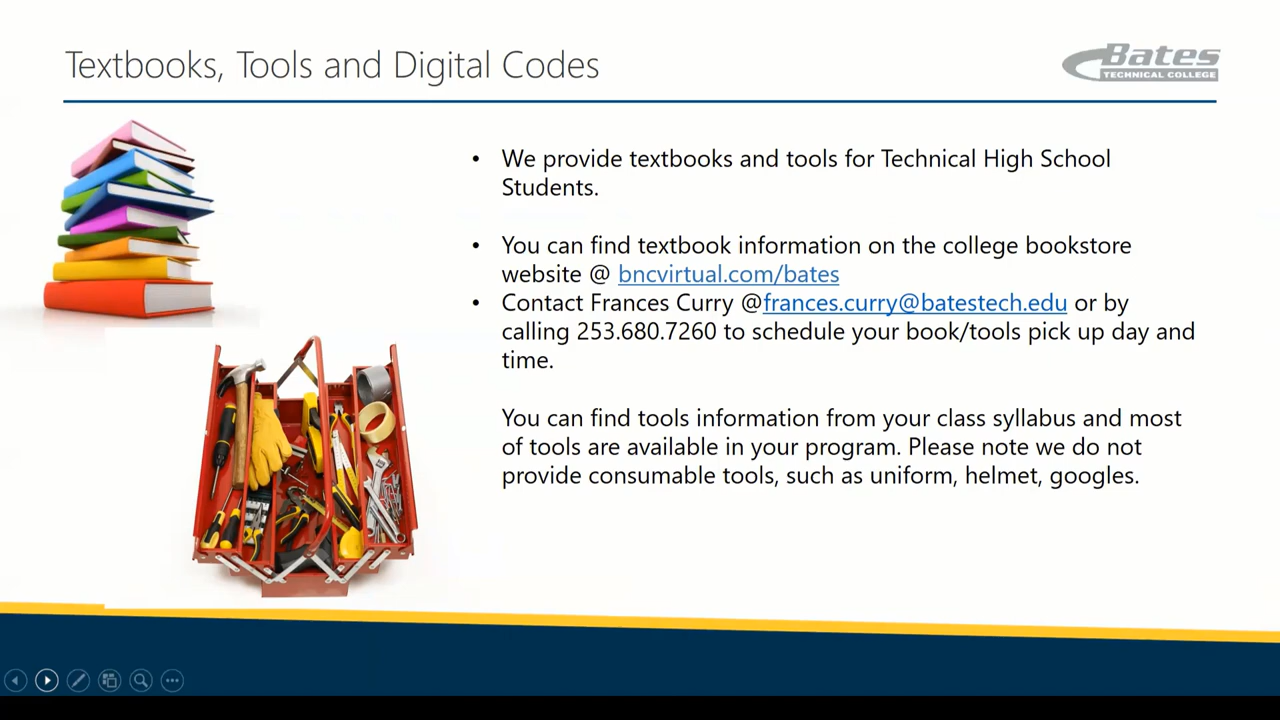 Textbooks, Tools and Digital Codes
Bates
TECHNICAL COLLEGE
• We provide textbooks and tools for Technical High School
Students.
• You can find textbook information on the college bookstore
website @ bncvirtual.com/bates
• Contact Frances Curry @frances.curry@batestech.edu or by
calling 253.680.7260 to schedule your book/tools pick up day and
time.
You can find tools information from your class syllabus and most
of tools are available in your program. Please note we do not
provide consumable tools, such as uniform, helmet, googles.